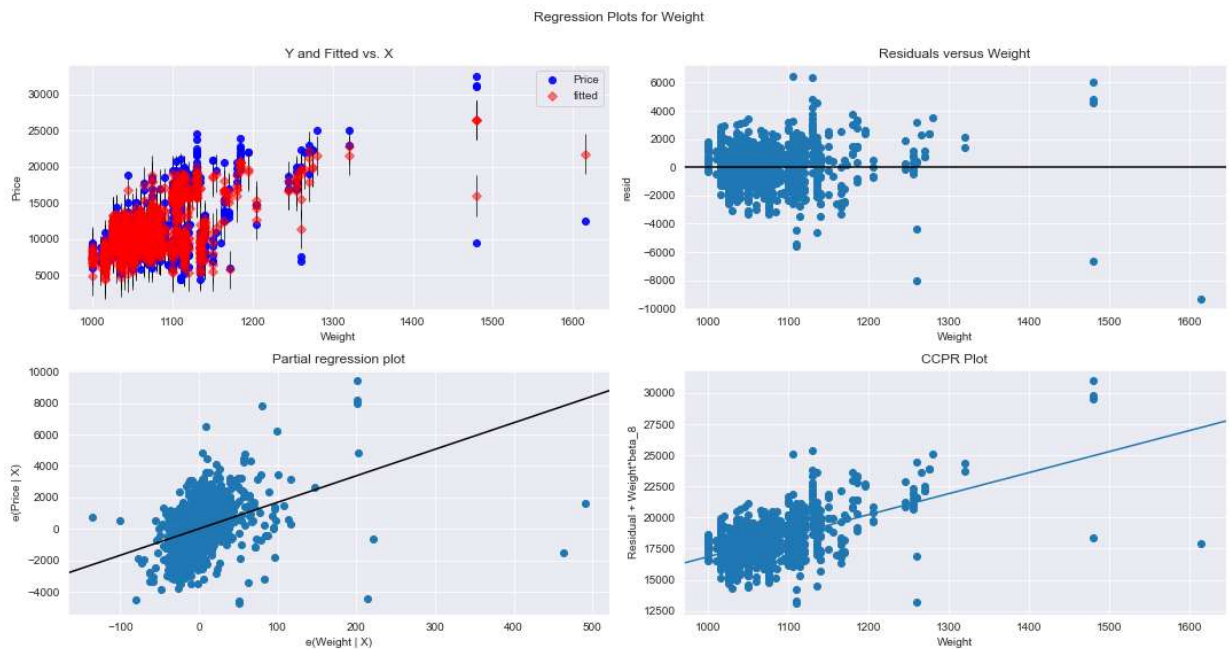 Regression Plots for Weight
Y and Fitted vs. X
Price
fitted
30000
25000
20000
15000
10000
5000
Price
1000 1100 1200 1300 1400 1500 1600
Weight
Residuals versus Weight
6000
4000
2000
0
−2000
−4000
−6000
−8000
−10000
resid
1000 1100 1200 1300 1400 1500 1600
Weight
Partial regression plot
10000
8000
6000
4000
2000
0
−2000
−4000
e(Price | X)
−100 0 100 200 300 400 500
e(Weight | X)
CCPR Plot
30000
27500
25000
22500
20000
17500
15000
12500
Residual + Weight*beta_8
1000 1100 1200 1300 1400 1500 1600
Weight